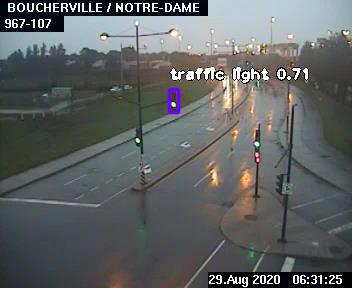 BOUCHERVILLE / NOTRE-DAME
967-107
traffic light 0.71
29.Aug 2020 06:31:25